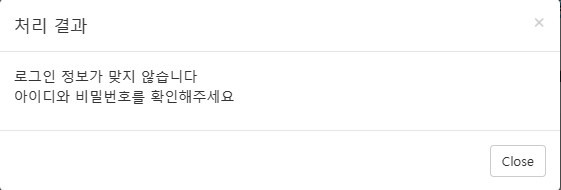 처리 결과
×
로그인 정보가 맞지 않습니다
아이디와 비밀번호를 확인해주세요
Close